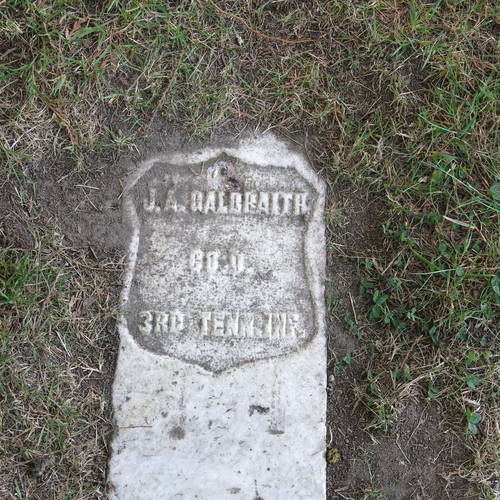 J. A. GALBRAITH
CO.
3RD TENN. INF.